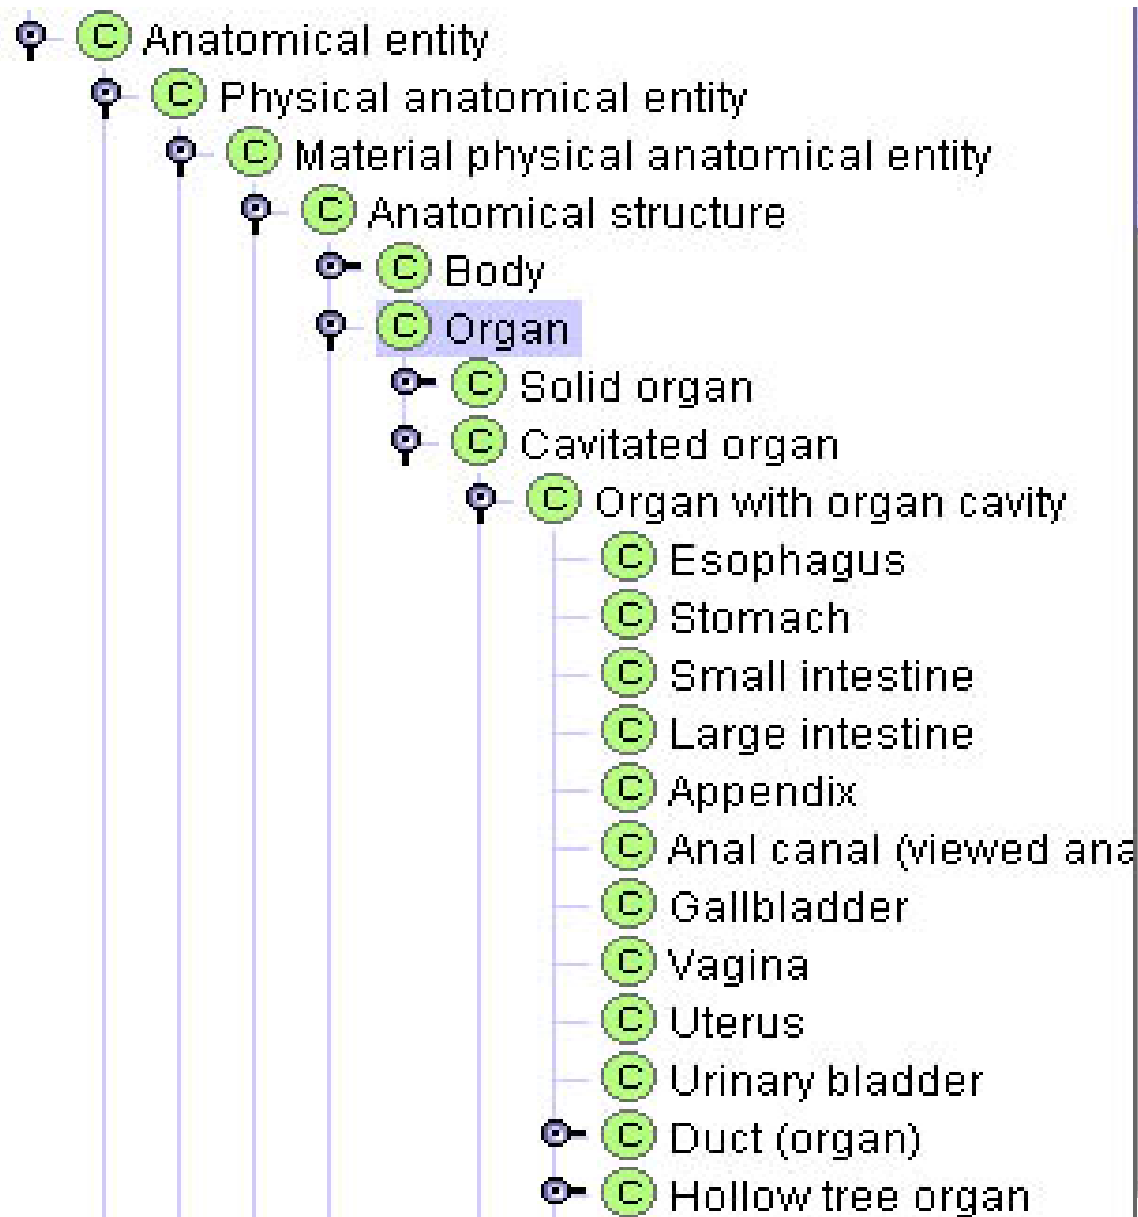 C Anatomical entity
C Physical anatomical entity
C Material physical anatomical entity
C Anatomical structure
C Body
C Organ
C Solid organ
C Cavitated organ
C Organ with organ cavity
C Esophagus
C Stomach
C Small intestine
C Large intestine
C Appendix
C Anal canal (viewed ana
C Gallbladder
C Vagina
C Uterus
C Urinary bladder
C Duct (organ)
C Hollow tree organ